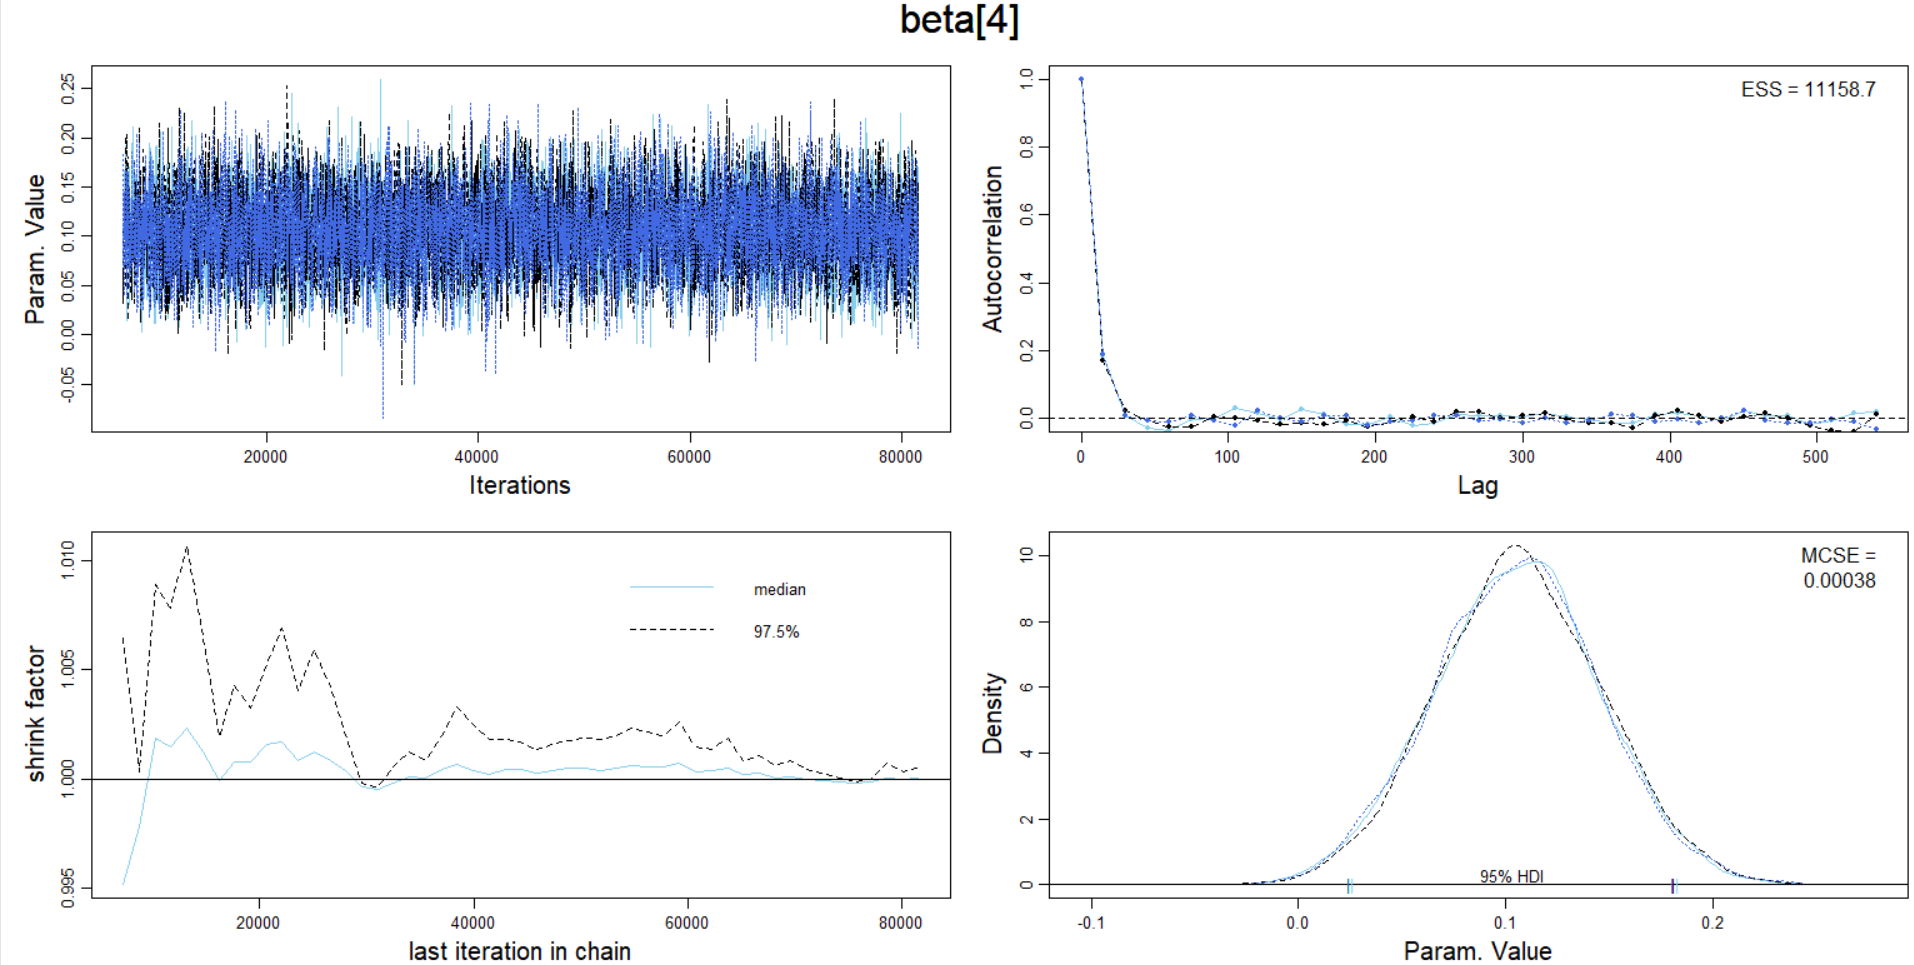 beta[4]
Param. Value
0.25
0.20
0.15
0.10
0.05
0.00
-0.05
20000 40000 60000 80000
Iterations
Autocorrelation
1.0
0.8
0.6
0.4
0.2
0.0
ESS = 11158.7
0 100 200 300 400 500
Lag
shrink factor
1.010
1.005
1.000
0.995
median
97.5%
20000 40000 60000 80000
last iteration in chain
Density
10
8
6
4
2
0
MCSE =
0.00038
95% HDI
-0.1 0.0 0.1 0.2
Param. Value